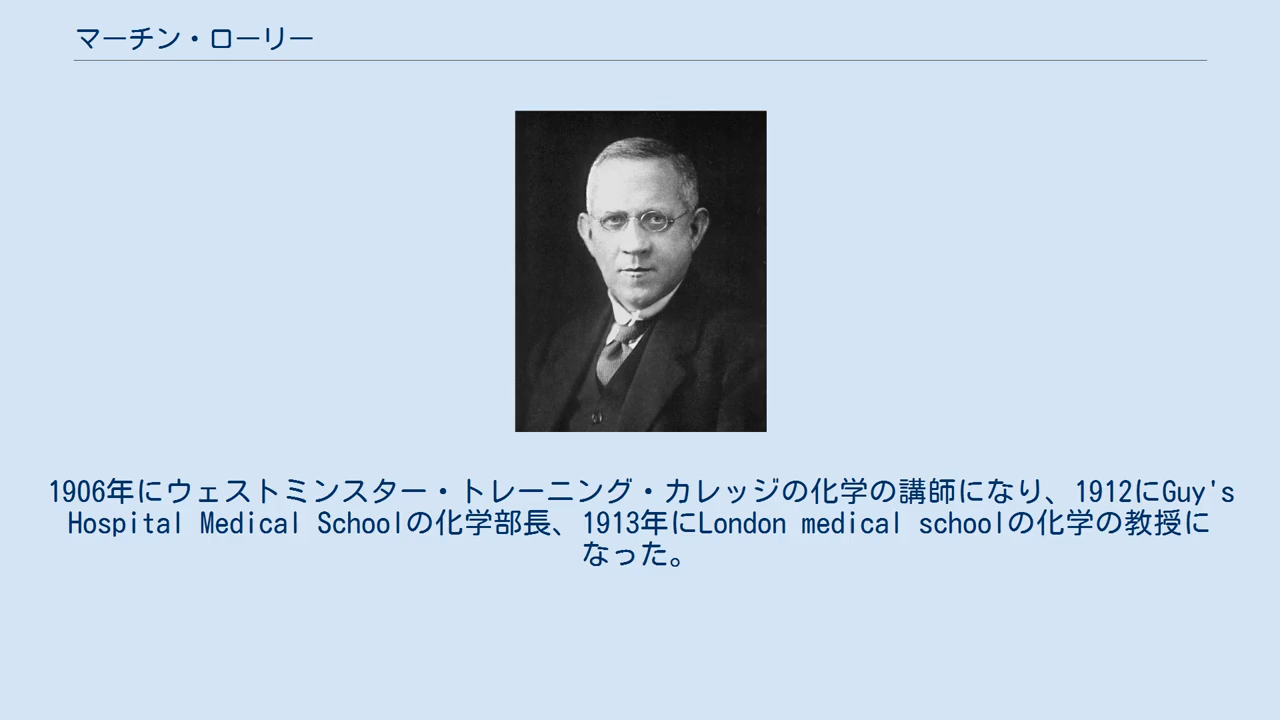 マーチン・ローリー
1906年にウェストミンスター・トレーニング・カレッジの化学の講師になり、1912にGuy's
Hospital Medical Schoolの化学部長、1913年にLondon medical schoolの化学の教授に
なった。